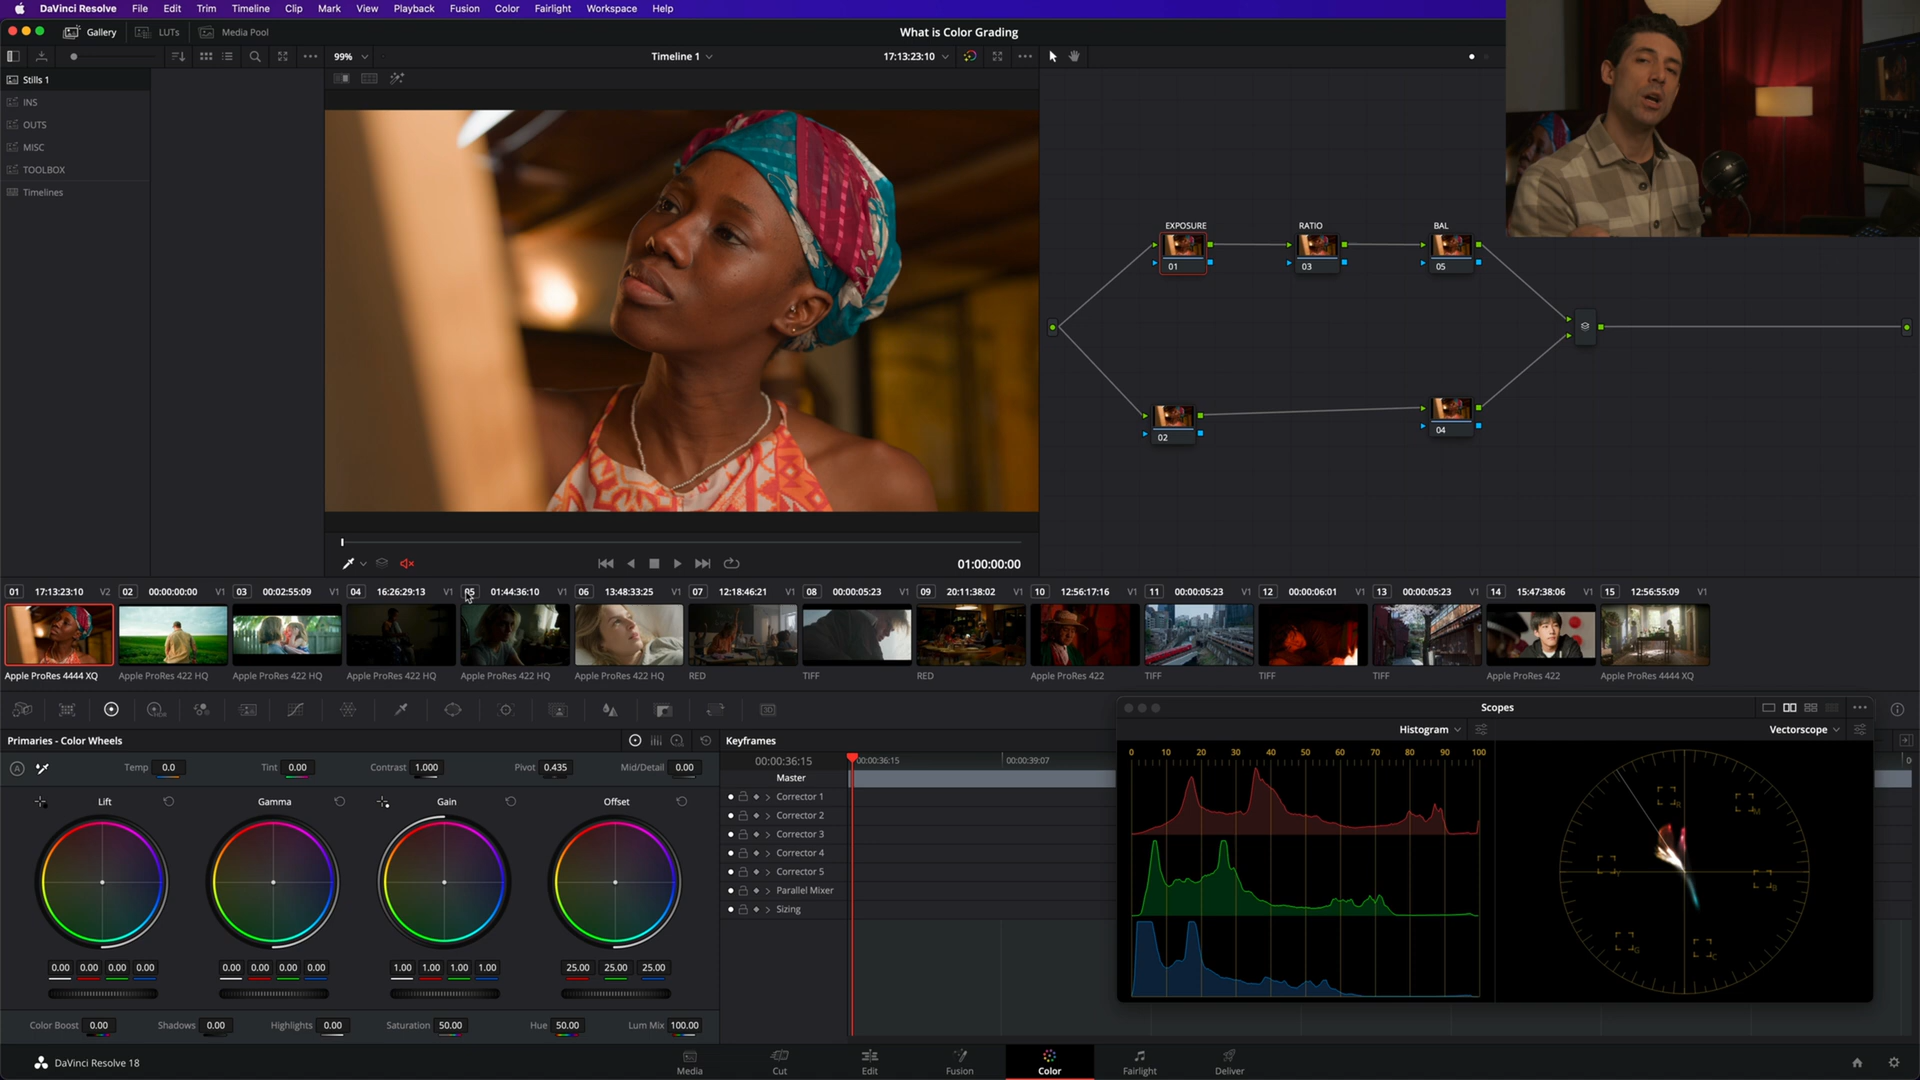 DaVinci Resolve File Edit Trim Timeline Clip Mark View Playback Fusion Color Fairlight Workspace Help
Gallery LUTs Media Pool What is Color Grading
99% Timeline 1 17:13:23:10
Stills 1
INS
OUTS
MISC
TOOLBOX
Timelines
EXPOSURE RATIO BAL
01 03 05
02 04
01:00:00:00
01 17:13:23:10 V2 02 00:00:00:00 V1 03 00:02:55:09 V1 04 16:26:29:13 V1 05 01:44:36:10 V1 06 13:48:33:25 V1 07 12:18:46:21 V1 08 00:00:05:23 V1 09 20:11:38:02 V1 10 12:56:17:16 V1 11 00:00:05:23 V1 12 00:00:06:01 V1 13 00:00:05:23 V1 14 15:47:38:06 V1 15 12:56:55:09 V1
Apple ProRes 4444 XQ Apple ProRes 422 HQ Apple ProRes 422 HQ Apple ProRes 422 HQ Apple ProRes 422 HQ Apple ProRes 422 HQ RED TIFF RED Apple ProRes 422 TIFF TIFF TIFF Apple ProRes 422 Apple ProRes 4444 XQ
HDR 3D
Scopes
Histogram Vectorscope
Primaries - Color Wheels Keyframes
0 10 20 30 40 50 60 70 80 90 100
A Temp 0.0 Tint 0.00 Contrast 1.000 Pivot 0.435 Mid/Detail 0.00
00:00:36:15 00:00:36:15 00:00:39:07
Master
Lift Gamma Gain Offset
Corrector 1
Corrector 2
Corrector 3
Corrector 4
Corrector 5
Parallel Mixer
Sizing
R M
Y B
G C
0.00 0.00 0.00 0.00 0.00 0.00 0.00 0.00 1.00 1.00 1.00 1.00 25.00 25.00 25.00
Color Boost 0.00 Shadows 0.00 Highlights 0.00 Saturation 50.00 Hue 50.00 Lum Mix 100.00
DaVinci Resolve 18 Media Cut Edit Fusion Color Fairlight Deliver